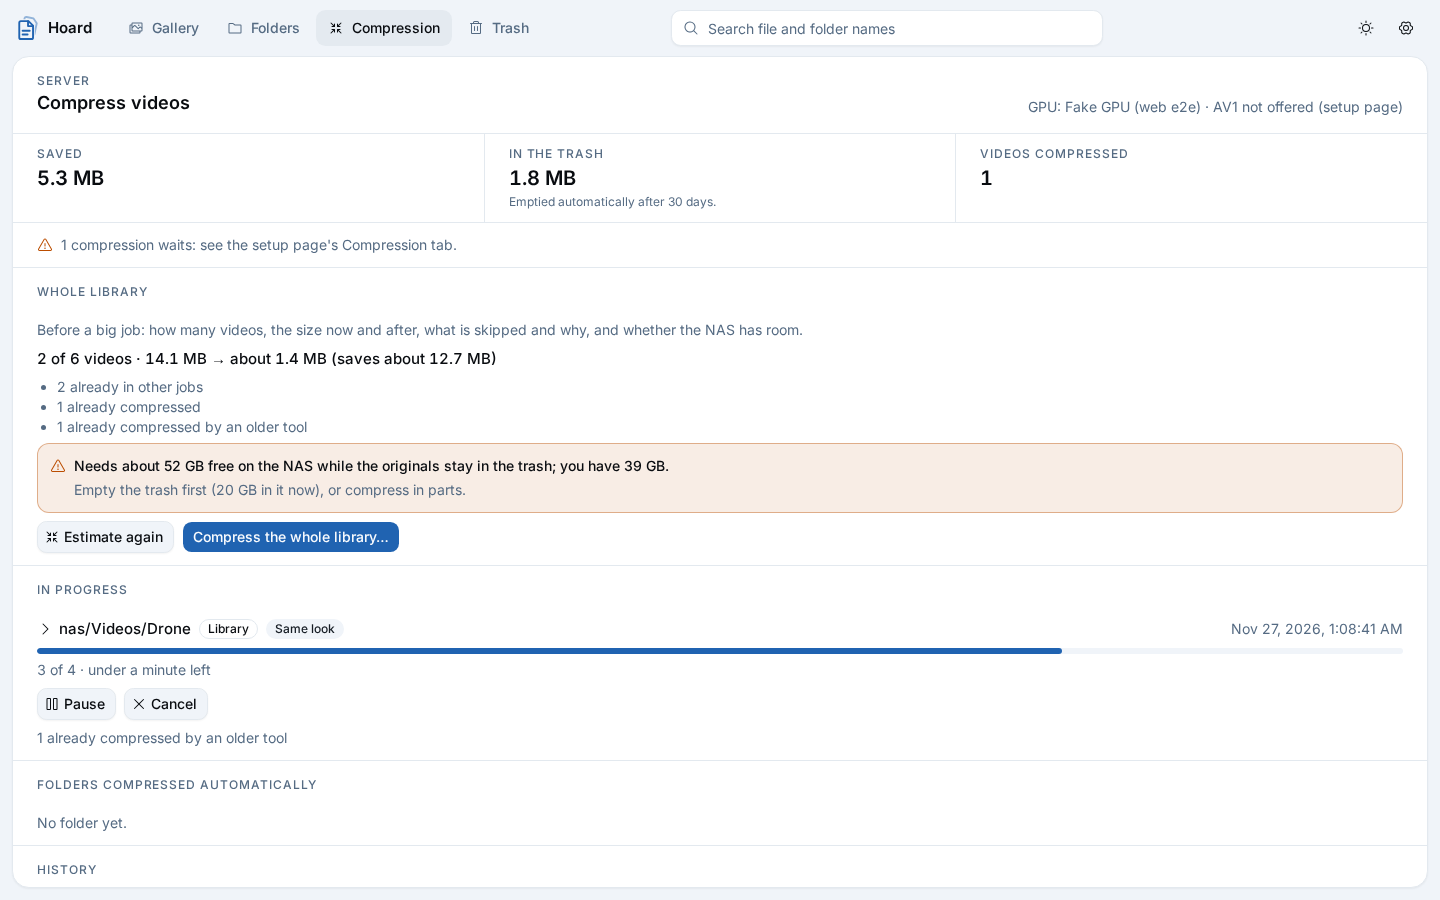 Hoard
Gallery
Folders
Compression
Trash
Search file and folder names
SERVER
Compress videos
GPU: Fake GPU (web e2e) · AV1 not offered (setup page)
SAVED
5.3 MB
IN THE TRASH
1.8 MB
Emptied automatically after 30 days.
VIDEOS COMPRESSED
1
1 compression waits: see the setup page's Compression tab.
WHOLE LIBRARY
Before a big job: how many videos, the size now and after, what is skipped and why, and whether the NAS has room.
2 of 6 videos · 14.1 MB → about 1.4 MB (saves about 12.7 MB)
2 already in other jobs
1 already compressed
1 already compressed by an older tool
Needs about 52 GB free on the NAS while the originals stay in the trash; you have 39 GB.
Empty the trash first (20 GB in it now), or compress in parts.
Estimate again
Compress the whole library...
IN PROGRESS
nas/Videos/Drone
Library
Same look
Nov 27, 2026, 1:08:41 AM
3 of 4 · under a minute left
Pause
Cancel
1 already compressed by an older tool
FOLDERS COMPRESSED AUTOMATICALLY
No folder yet.
HISTORY